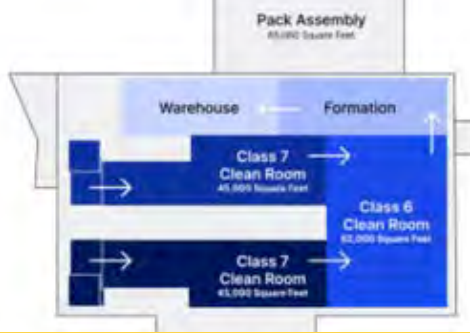 Pack Assembly
65,000 Square Feet
Warehouse
Formation
Class 7
Clean Room
45,000 Square Feet
Class 6
Clean Room
62,000 Square Feet
Class 7
Clean Room
45,000 Square Feet